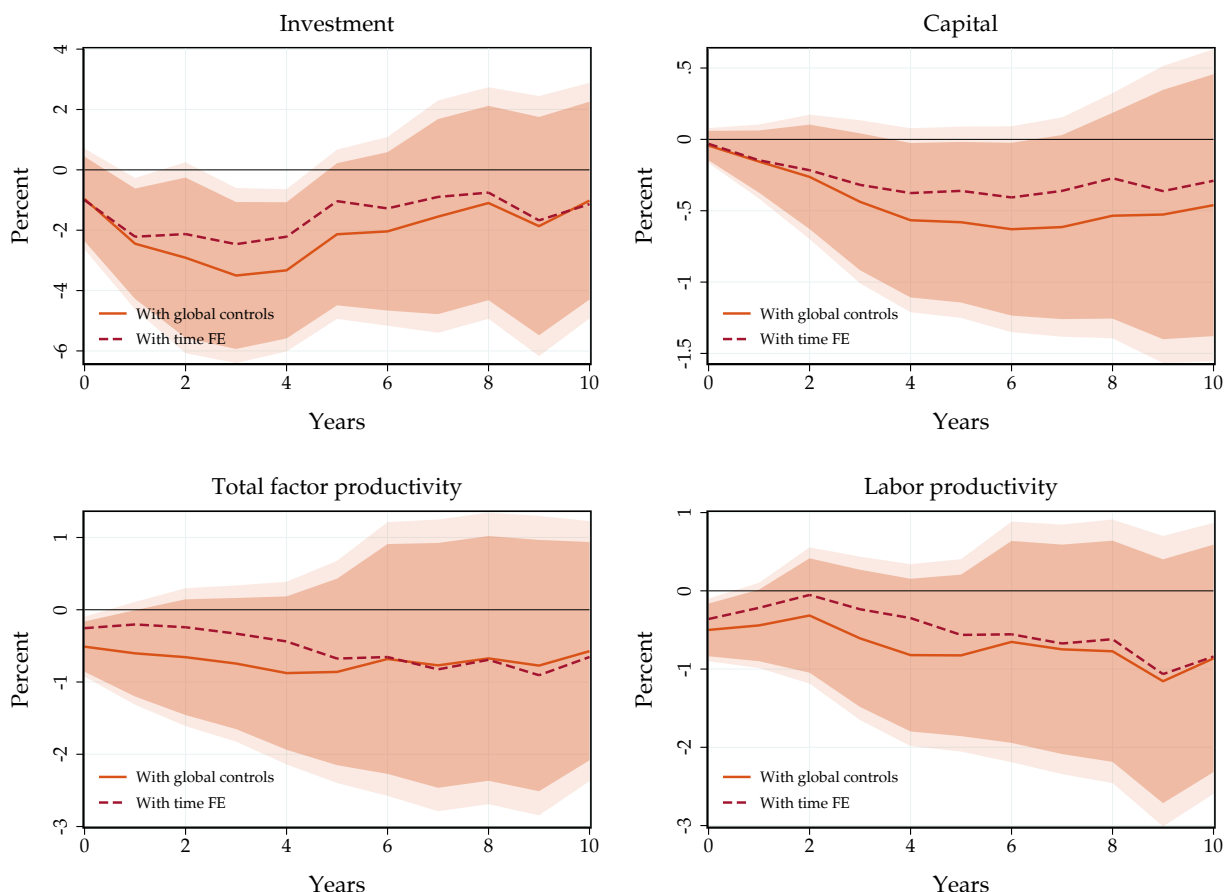 Investment
Percent
4
2
0
-2
-4
-6
With global controls
With time FE
0 2 4 6 8 10
Years
Capital
Percent
.5
0
-.5
-1
-1.5
With global controls
With time FE
0 2 4 6 8 10
Years
Total factor productivity
Percent
1
0
-1
-2
-3
With global controls
With time FE
0 2 4 6 8 10
Years
Labor productivity
Percent
1
0
-1
-2
-3
With global controls
With time FE
0 2 4 6 8 10
Years